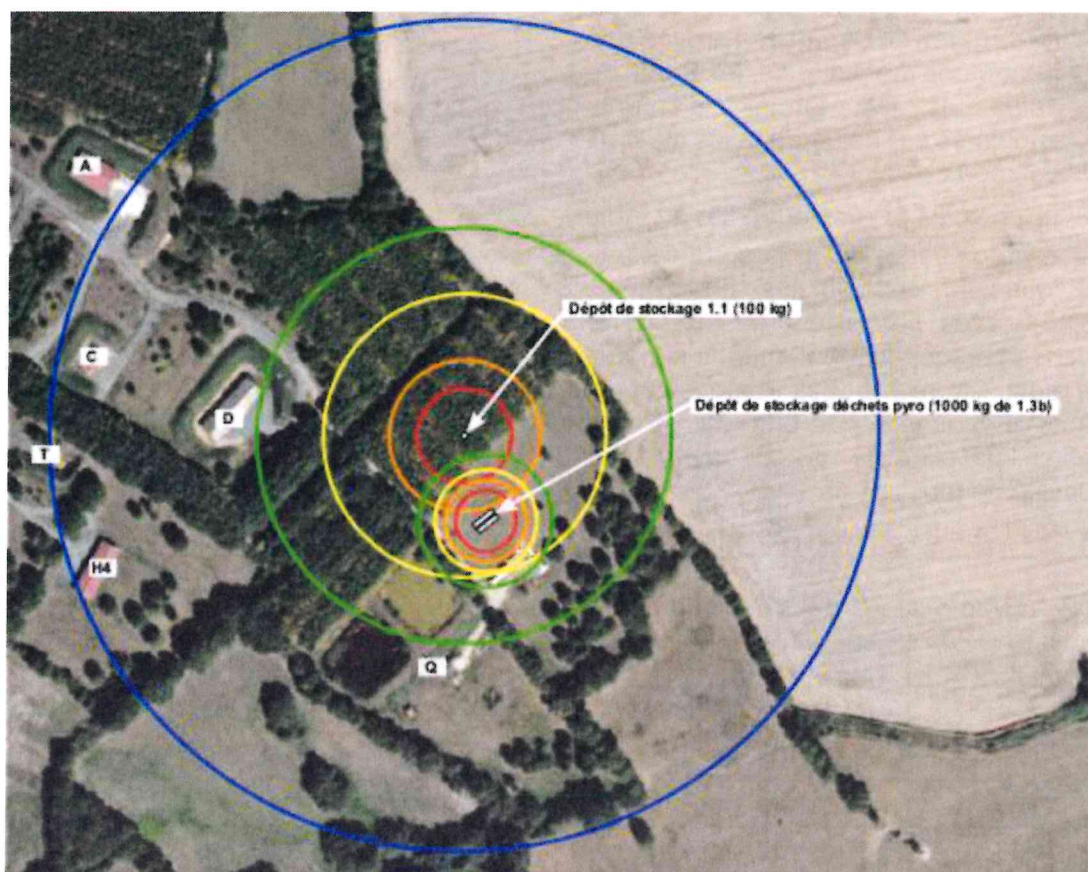 A
Dépôt de stockage 1.1 (100 kg)
C
Dépôt de stockage déchets pyro (1000 kg de 1.3b)
D
T
H4
Q